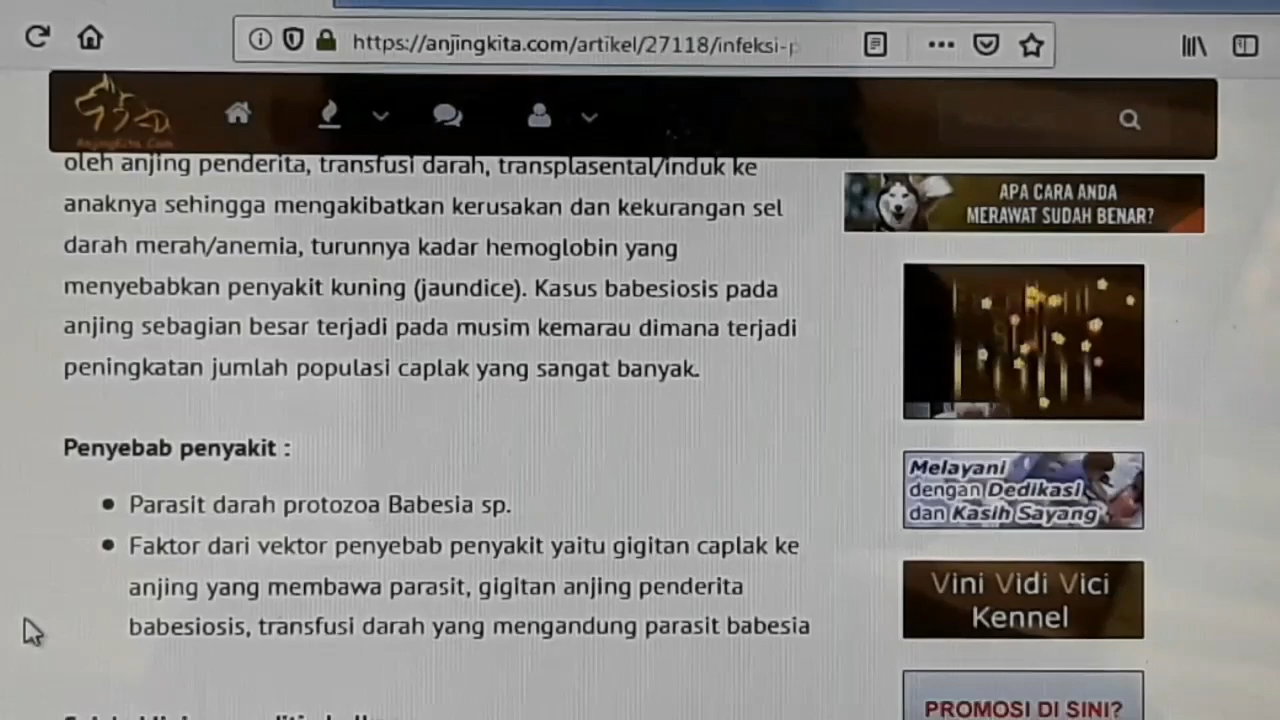 https://anjingkita.com/artikel/27118/infeksi-p
oleh anjing penderita, transfusi darah, transplasental/induk ke
anaknya sehingga mengakibatkan kerusakan dan kekurangan sel
darah merah/anemia, turunnya kadar hemoglobin yang
menyebabkan penyakit kuning (jaundice). Kasus babesiosis pada
anjing sebagian besar terjadi pada musim kemarau dimana terjadi
peningkatan jumlah populasi caplak yang sangat banyak.
Penyebab penyakit :
Parasit darah protozoa Babesia sp.
Faktor dari vektor penyebab penyakit yaitu gigitan caplak ke
anjing yang membawa parasit, gigitan anjing penderita
babesiosis, transfusi darah yang mengandung parasit babesia
APA CARA ANDA
MERAWAT SUDAH BENAR?
Melayani
dengan Dedikasi
dan Kasih Sayang
Vini Vidi Vici
Kennel
PROMOSI DI SINI?